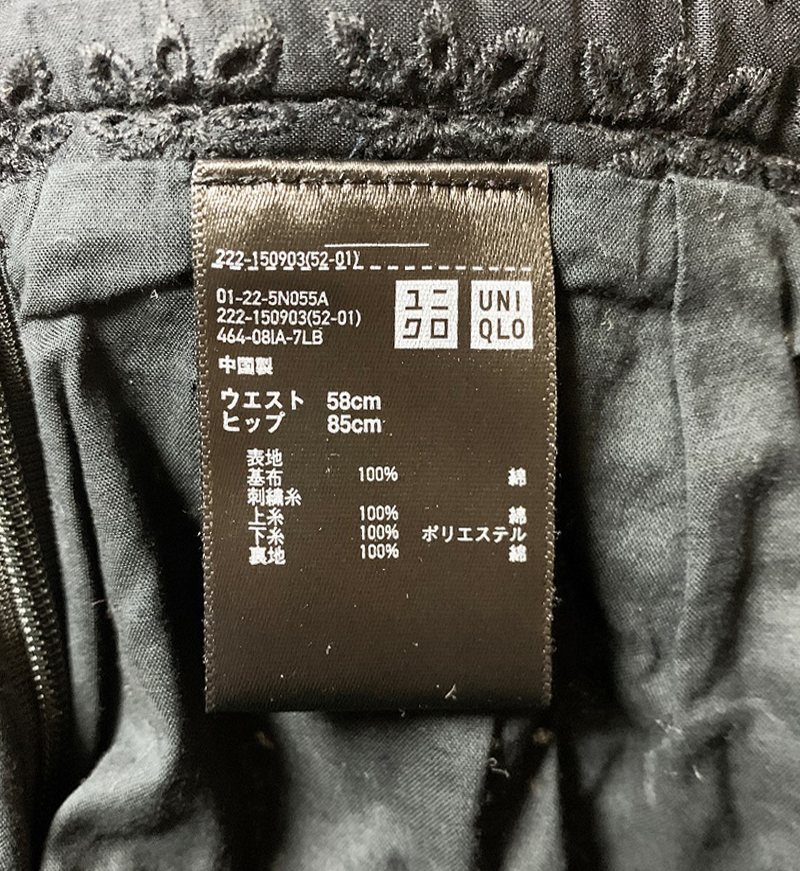 222-150903(52-01)
01-22-5N055A
222-150903(52-01)
464-08IA-7LB
ユニ
クロ
UNI
QLO
中国製
ウエスト 58cm
ヒップ 85cm
表地
基布 100% 綿
刺繍糸
上糸 100% 綿
下糸 100% ポリエステル
裏地 100% 綿